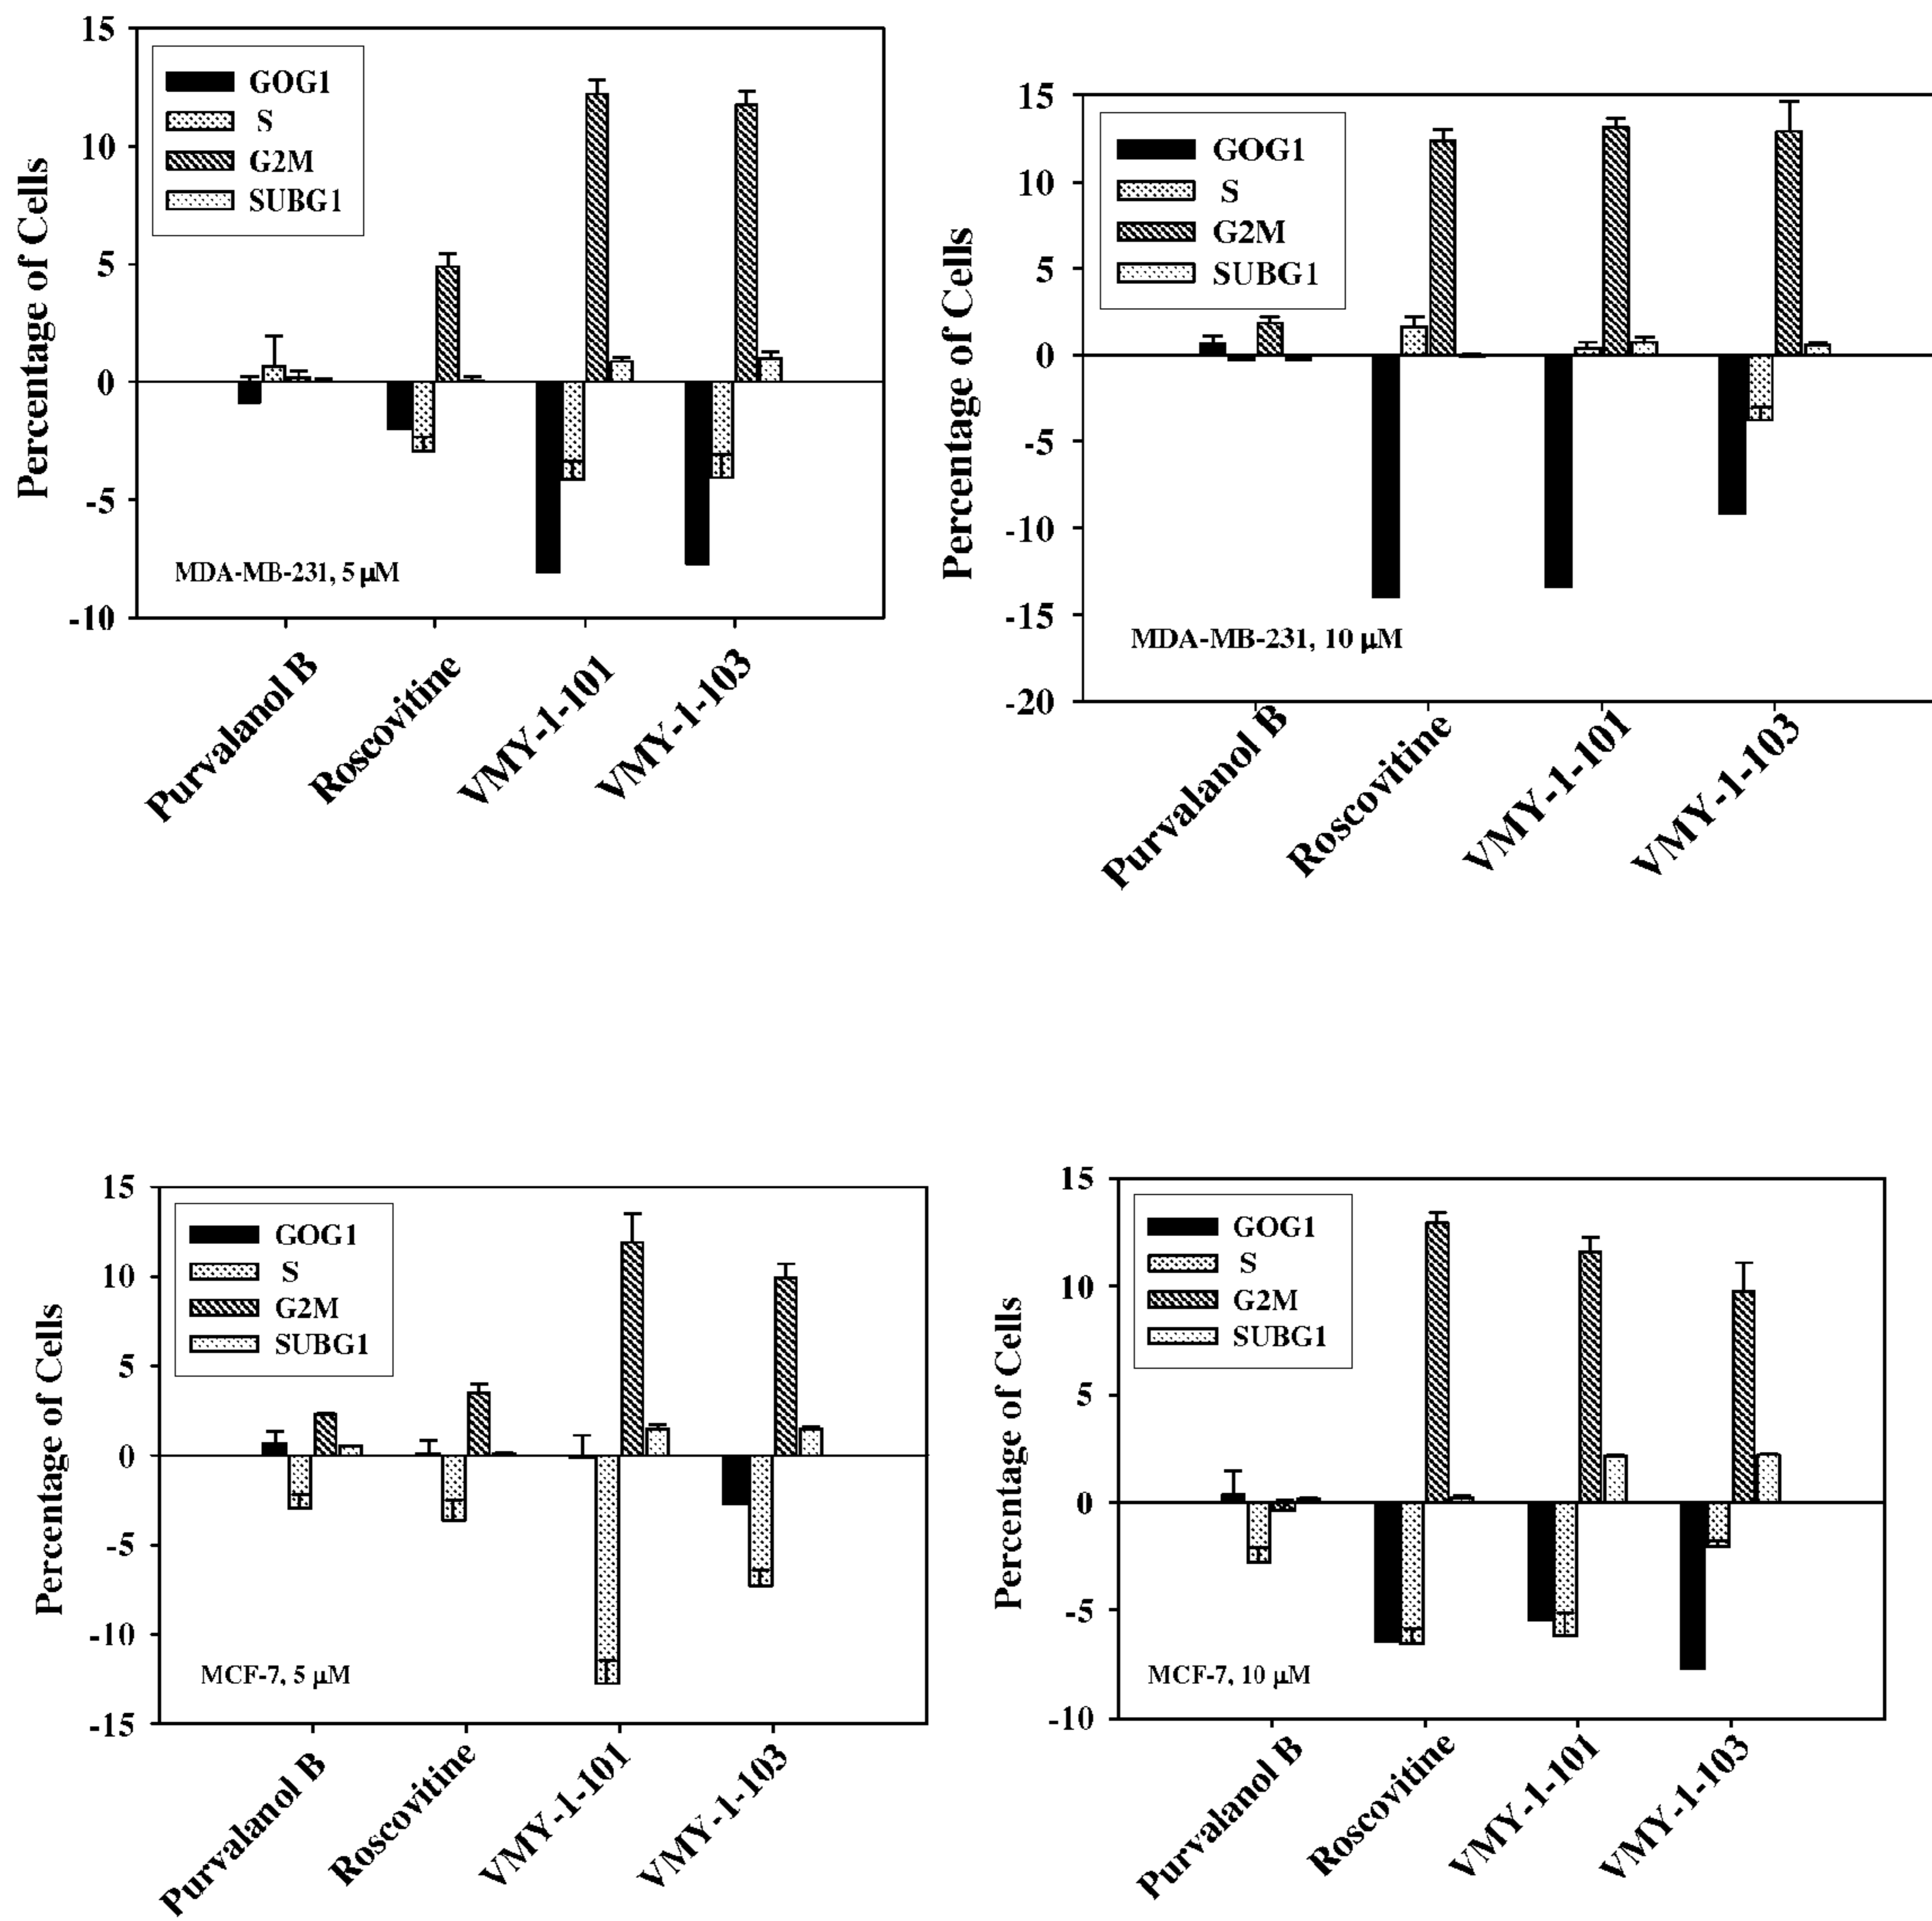 Percentage of Cells
15
10
5
0
-5
-10
GOG1
S
G2M
SUBG1
MDA-MB-231, 5 µM
Purvalanol B
Roscovitine
VMY-1-101
VMY-1-103
Percentage of Cells
15
10
5
0
-5
-10
-15
-20
GOG1
S
G2M
SUBG1
MDA-MB-231, 10 µM
Purvalanol B
Roscovitine
VMY-1-101
VMY-1-103
Percentage of Cells
15
10
5
0
-5
-10
-15
GOG1
S
G2M
SUBG1
MCF-7, 5 µM
Purvalanol B
Roscovitine
VMY-1-101
VMY-1-103
Percentage of Cells
15
10
5
0
-5
-10
GOG1
S
G2M
SUBG1
MCF-7, 10 µM
Purvalanol B
Roscovitine
VMY-1-101
VMY-1-103